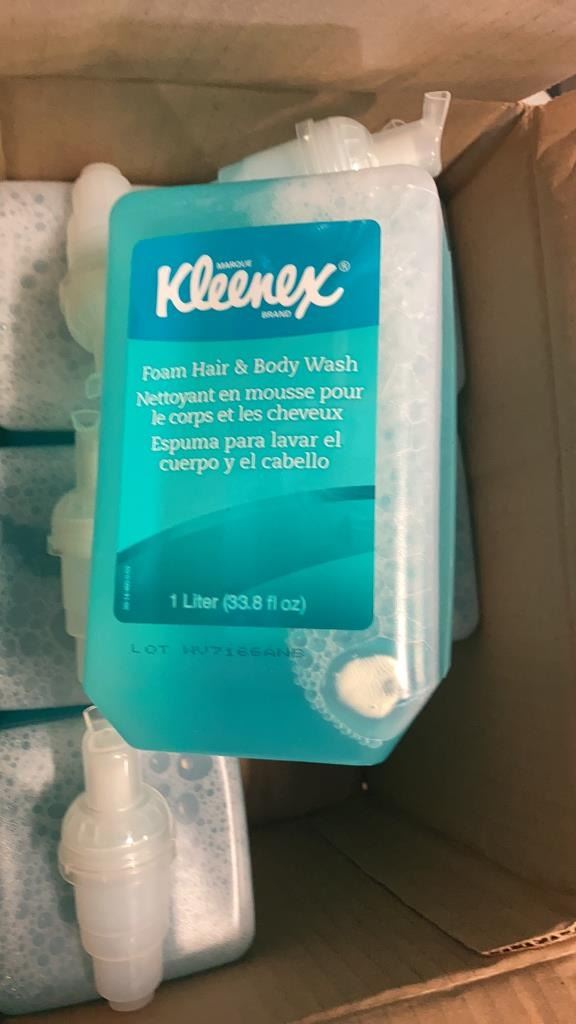 MARQUE
Kleenex®
BRAND
Foam Hair & Body Wash
Nettoyant en mousse pour
le corps et les cheveux
Espuma para lavar el
cuerpo y el cabello
1 Liter (33.8 fl oz)
LOT WV7166ANB